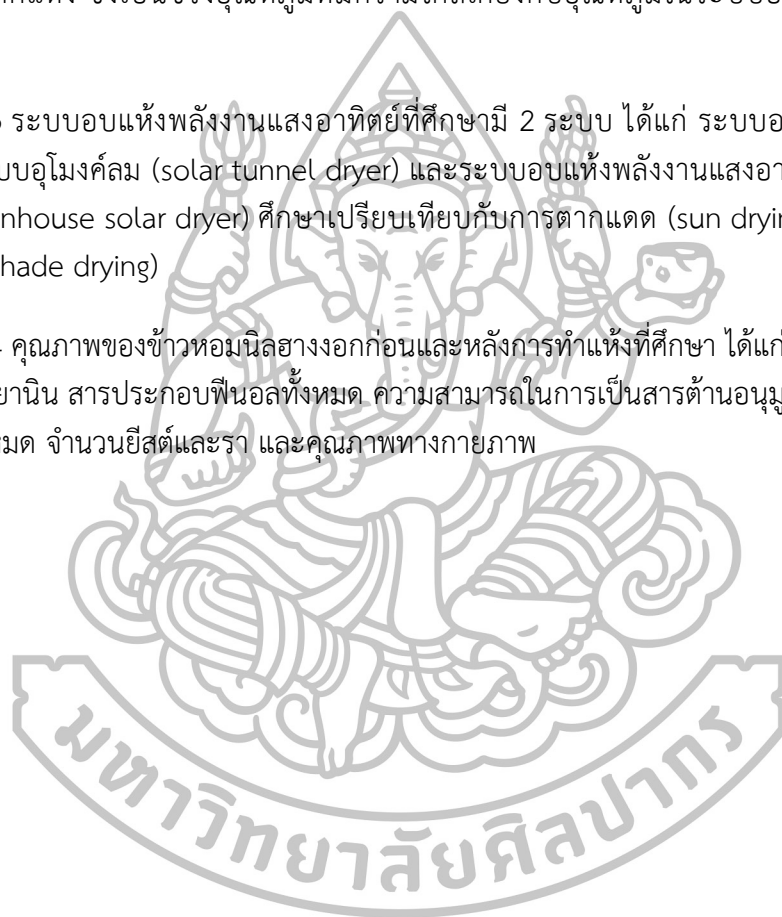 ระบบอบแห้งพลังงานแสงอาทิตย์ที่ศึกษามี 2 ระบบ ได้แก่ ระบบอ
บบอุโมงค์ลม (solar tunnel dryer) และระบบอบแห้งพลังงานแสงอา
nhouse solar dryer) ศึกษาเปรียบเทียบกับการตากแดด (sun dryin
hade drying)
คุณภาพของข้าวหอมนิลฮางงอกก่อนและหลังการทำแห้งที่ศึกษา ได้แก่
ยานิน สารประกอบฟีนอลทั้งหมด ความสามารถในการเป็นสารต้านอนุมู
หมด จำนวนยีสต์และรา และคุณภาพทางกายภาพ
มหาวิทยาลัยศิลปากร